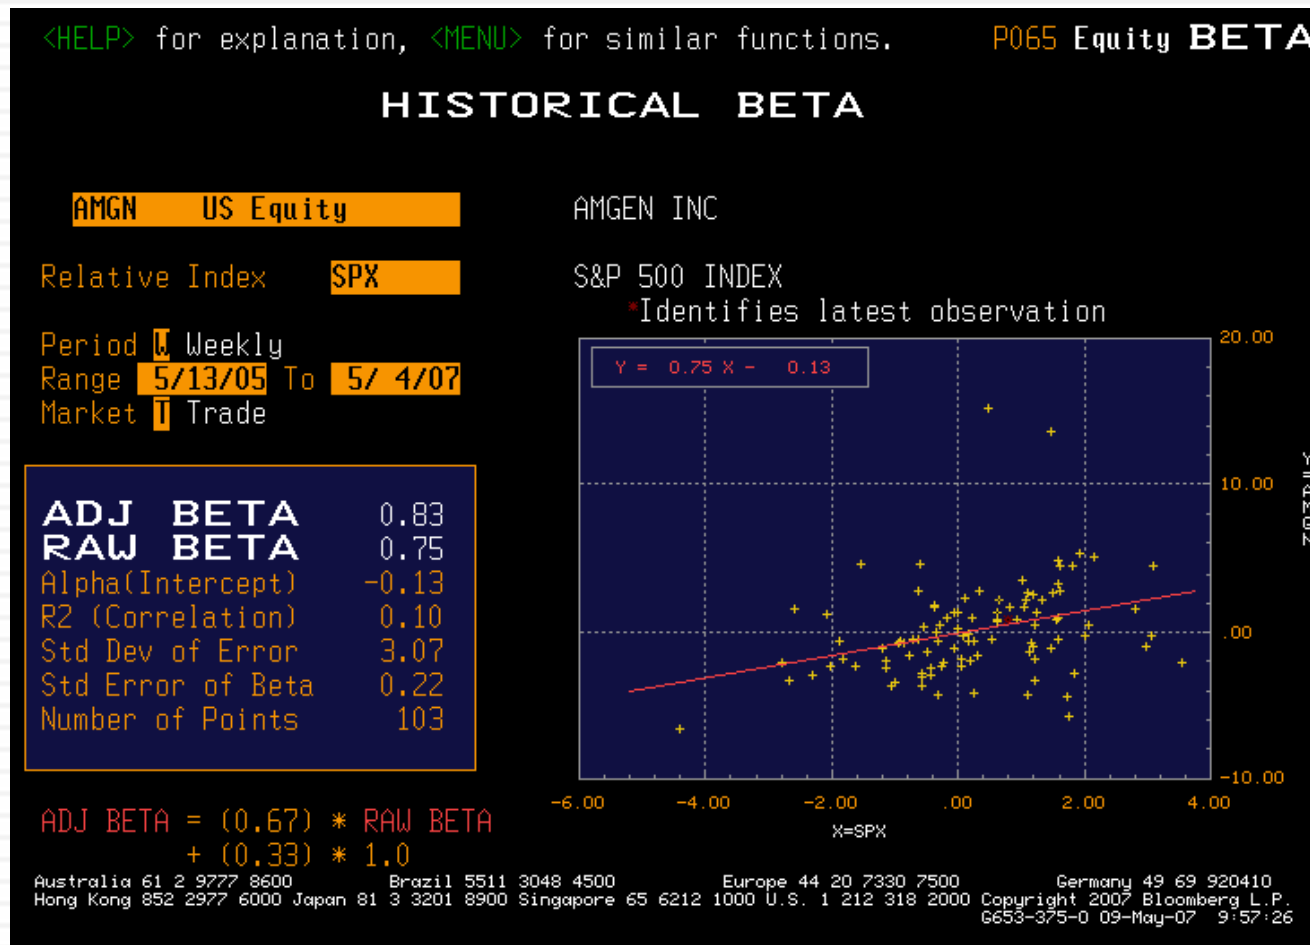 <HELP> for explanation, <MENU> for similar functions. P065 Equity BETA
HISTORICAL BETA
AMGN US Equity AMGEN INC
Relative Index SPX S&P 500 INDEX
*Identifies latest observation
Period W Weekly
Range 5/13/05 To 5/ 4/07
Market T Trade
Y = 0.75 X - 0.13
20.00
10.00
.00
-10.00
Y=AMGN
-6.00 -4.00 -2.00 .00 2.00 4.00
X=SPX
ADJ BETA 0.83
RAW BETA 0.75
Alpha(Intercept) -0.13
R2 (Correlation) 0.10
Std Dev of Error 3.07
Std Error of Beta 0.22
Number of Points 103
ADJ BETA = (0.67) * RAW BETA
+ (0.33) * 1.0
Australia 61 2 9777 8600 Brazil 5511 3048 4500 Europe 44 20 7330 7500 Germany 49 69 920410
Hong Kong 852 2977 6000 Japan 81 3 3201 8900 Singapore 65 6212 1000 U.S. 1 212 318 2000 Copyright 2007 Bloomberg L.P.
G653-375-0 09-May-07 9:57:26